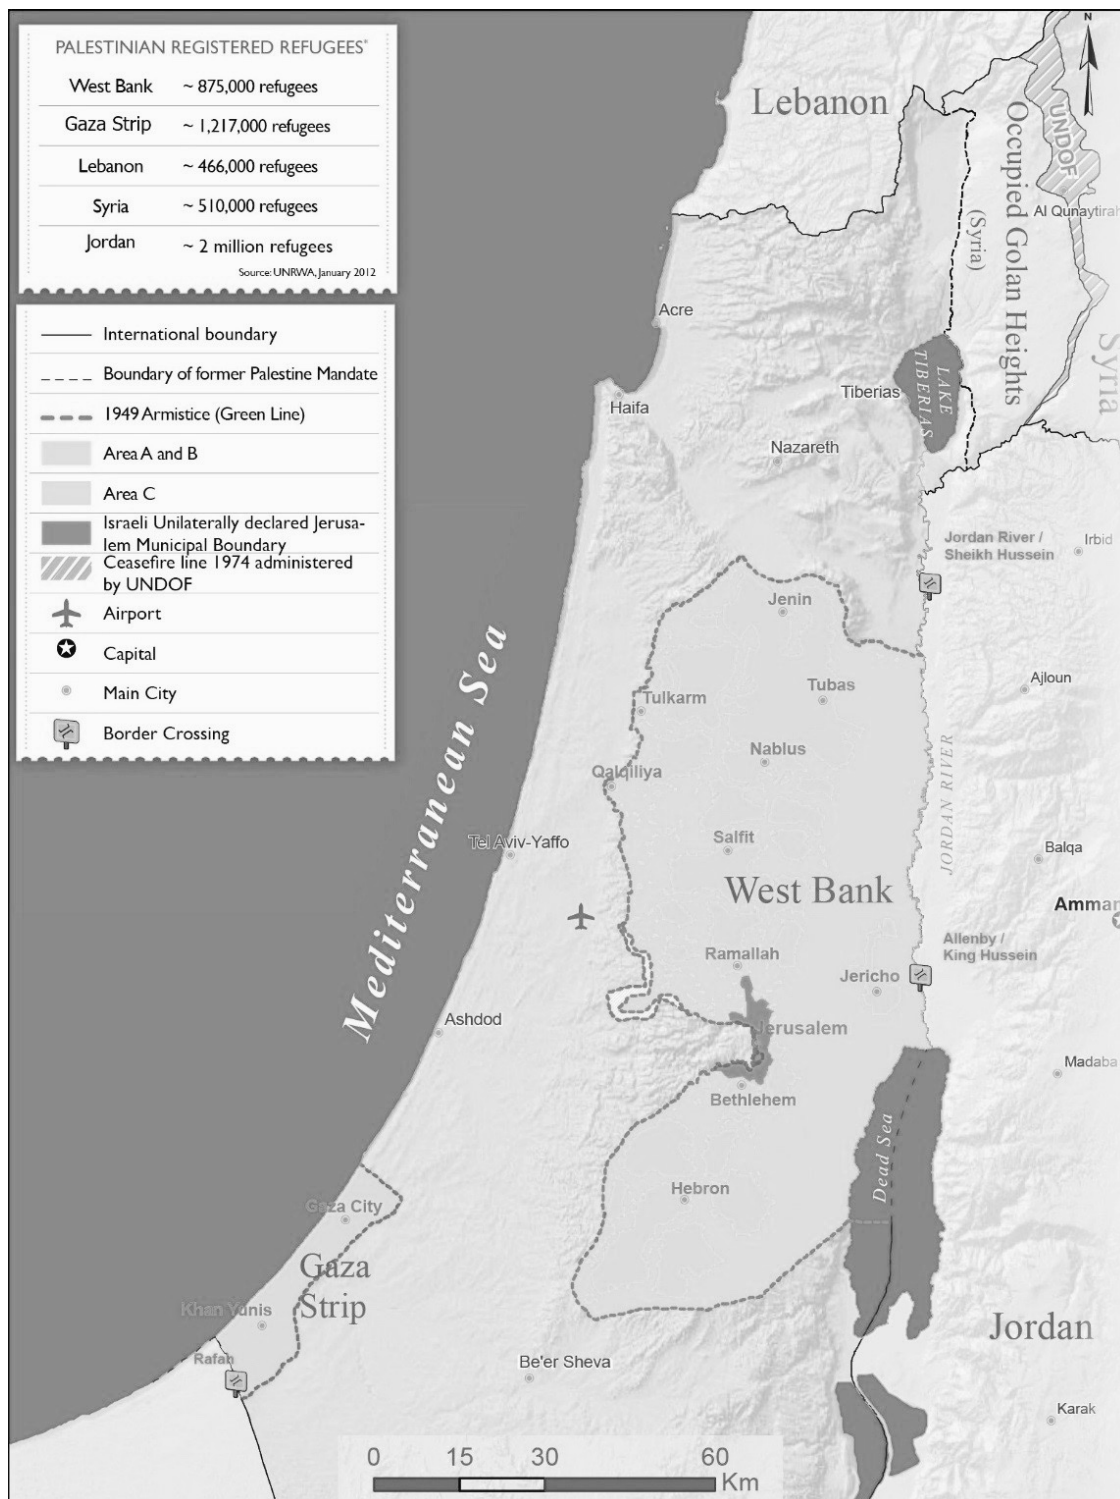 PALESTINIAN REGISTERED REFUGEES*
West Bank ~ 875,000 refugees
Gaza Strip ~ 1,217,000 refugees
Lebanon ~ 466,000 refugees
Syria ~ 510,000 refugees
Jordan ~ 2 million refugees
Source: UNRWA, January 2012
International boundary
Boundary of former Palestine Mandate
1949 Armistice (Green Line)
Area A and B
Area C
Israeli Unilaterally declared Jerusa-
lem Municipal Boundary
Ceasefire line 1974 administered
by UNDOF
Airport
Capital
Main City
Border Crossing
N
Lebanon
UNDOF
Occupied Golan Heights
(Syria)
Al Qunaytirah
Syria
Acre
LAKE
TIBERIAS
Tiberias
Haifa
Nazareth
Jordan River /
Sheikh Hussein
Irbid
Jenin
Mediterranean Sea
Tulkarm
Tubas
Ajloun
Nablus
JORDAN RIVER
Qalqiliya
Tel Aviv-Yaffo
Salfit
Balqa
West Bank
Amman
Ramallah
Allenby /
King Hussein
Jericho
Ashdod
Jerusalem
Madaba
Bethlehem
Dead Sea
Hebron
Gaza City
Gaza
Strip
Khan Yunis
Jordan
Rafah
Be'er Sheva
Karak
0 15 30 60
Km